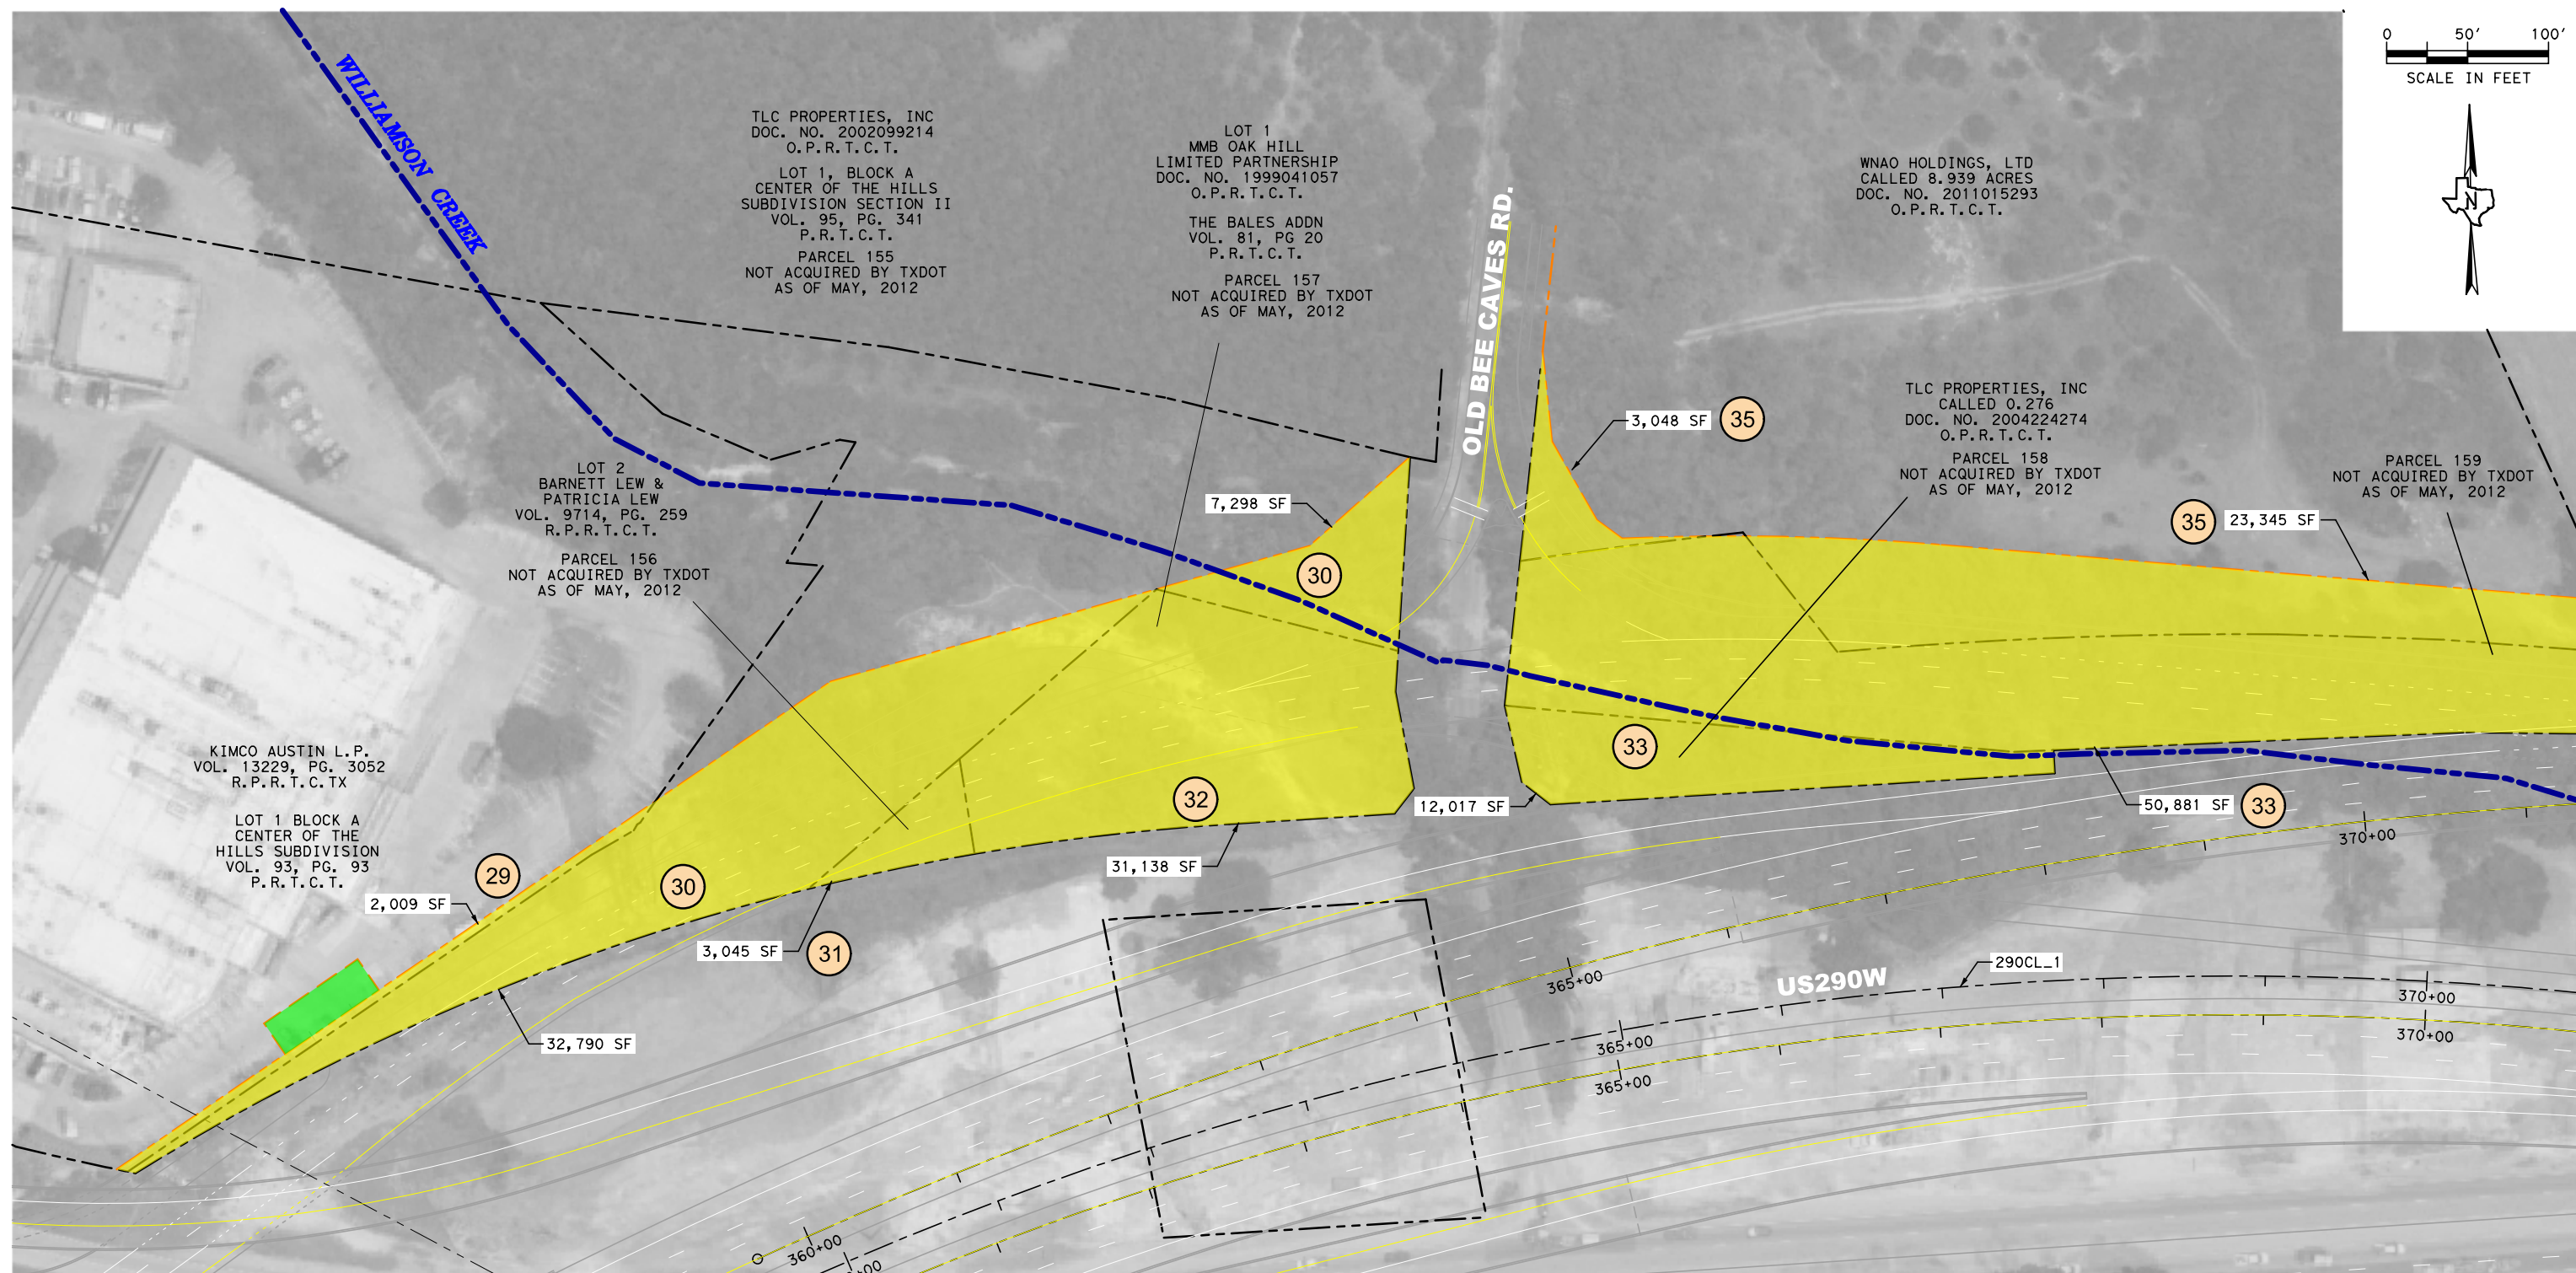 WILLIAMSON CREEK
TLC PROPERTIES, INC
DOC. NO. 2002099214
O.P.R.T.C.T.
LOT 1, BLOCK A
CENTER OF THE HILLS
SUBDIVISION SECTION II
VOL. 95, PG. 341
P.R.T.C.T.
PARCEL 155
NOT ACQUIRED BY TXDOT
AS OF MAY, 2012
LOT 1
MMB OAK HILL
LIMITED PARTNERSHIP
DOC. NO. 1999041057
O.P.R.T.C.T.
THE BALES ADDN
VOL. 81, PG 20
P.R.T.C.T.
PARCEL 157
NOT ACQUIRED BY TXDOT
AS OF MAY, 2012
OLD BEE CAVES RD.
WNAO HOLDINGS, LTD
CALLED 8.939 ACRES
DOC. NO. 2011015293
O.P.R.T.C.T.
0 50' 100'
SCALE IN FEET
N
3,048 SF
35
TLC PROPERTIES, INC
CALLED 0.276
DOC. NO. 2004224274
O.P.R.T.C.T.
PARCEL 158
NOT ACQUIRED BY TXDOT
AS OF MAY, 2012
PARCEL 159
NOT ACQUIRED BY TXDOT
AS OF MAY, 2012
35
23,345 SF
LOT 2
BARNETT LEW &
PATRICIA LEW
VOL. 9714, PG. 259
R.P.R.T.C.T.
PARCEL 156
NOT ACQUIRED BY TXDOT
AS OF MAY, 2012
7,298 SF
30
KIMCO AUSTIN L.P.
VOL. 13229, PG. 3052
R.P.R.T.C.TX
LOT 1 BLOCK A
CENTER OF THE
HILLS SUBDIVISION
VOL. 93, PG. 93
P.R.T.C.T.
29
2,009 SF
30
32
33
12,017 SF
50,881 SF
33
31,138 SF
3,045 SF
31
32,790 SF
370+00
365+00
US290W
290CL_1
370+00
370+00
365+00
365+00
360+00